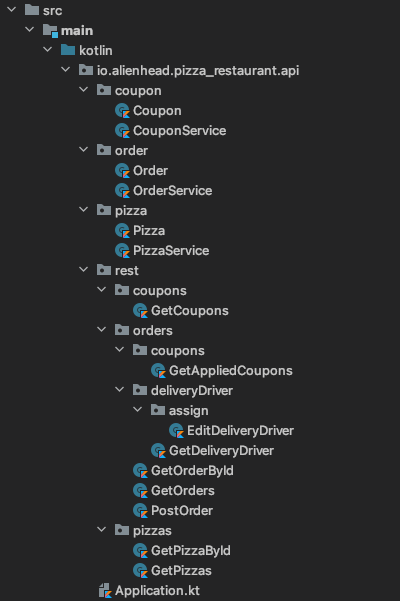 src
main
kotlin
io.alienhead.pizza_restaurant.api
coupon
Coupon
CouponService
order
Order
OrderService
pizza
Pizza
PizzaService
rest
coupons
GetCoupons
orders
coupons
GetAppliedCoupons
deliveryDriver
assign
EditDeliveryDriver
GetDeliveryDriver
GetOrderById
GetOrders
PostOrder
pizzas
GetPizzaById
GetPizzas
Application.kt